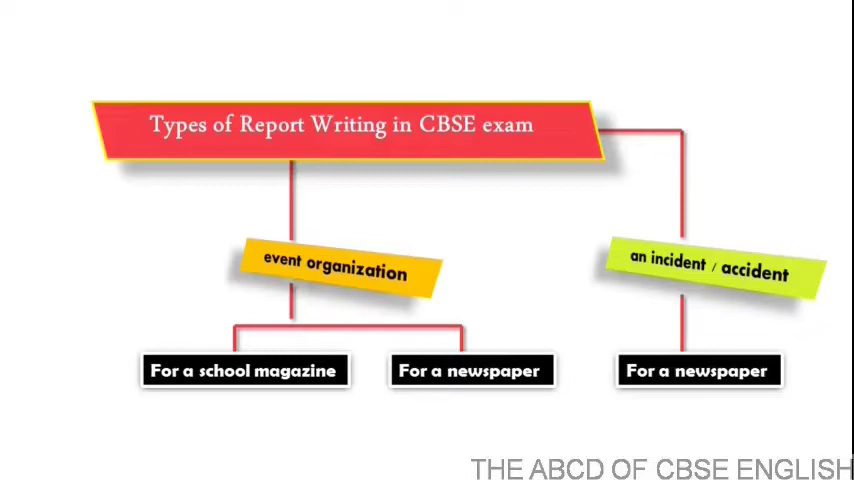 Types of Report Writing in CBSE exam
event organization
an incident / accident
For a school magazine
For a newspaper
For a newspaper
THE ABCD OF CBSE ENGLISH